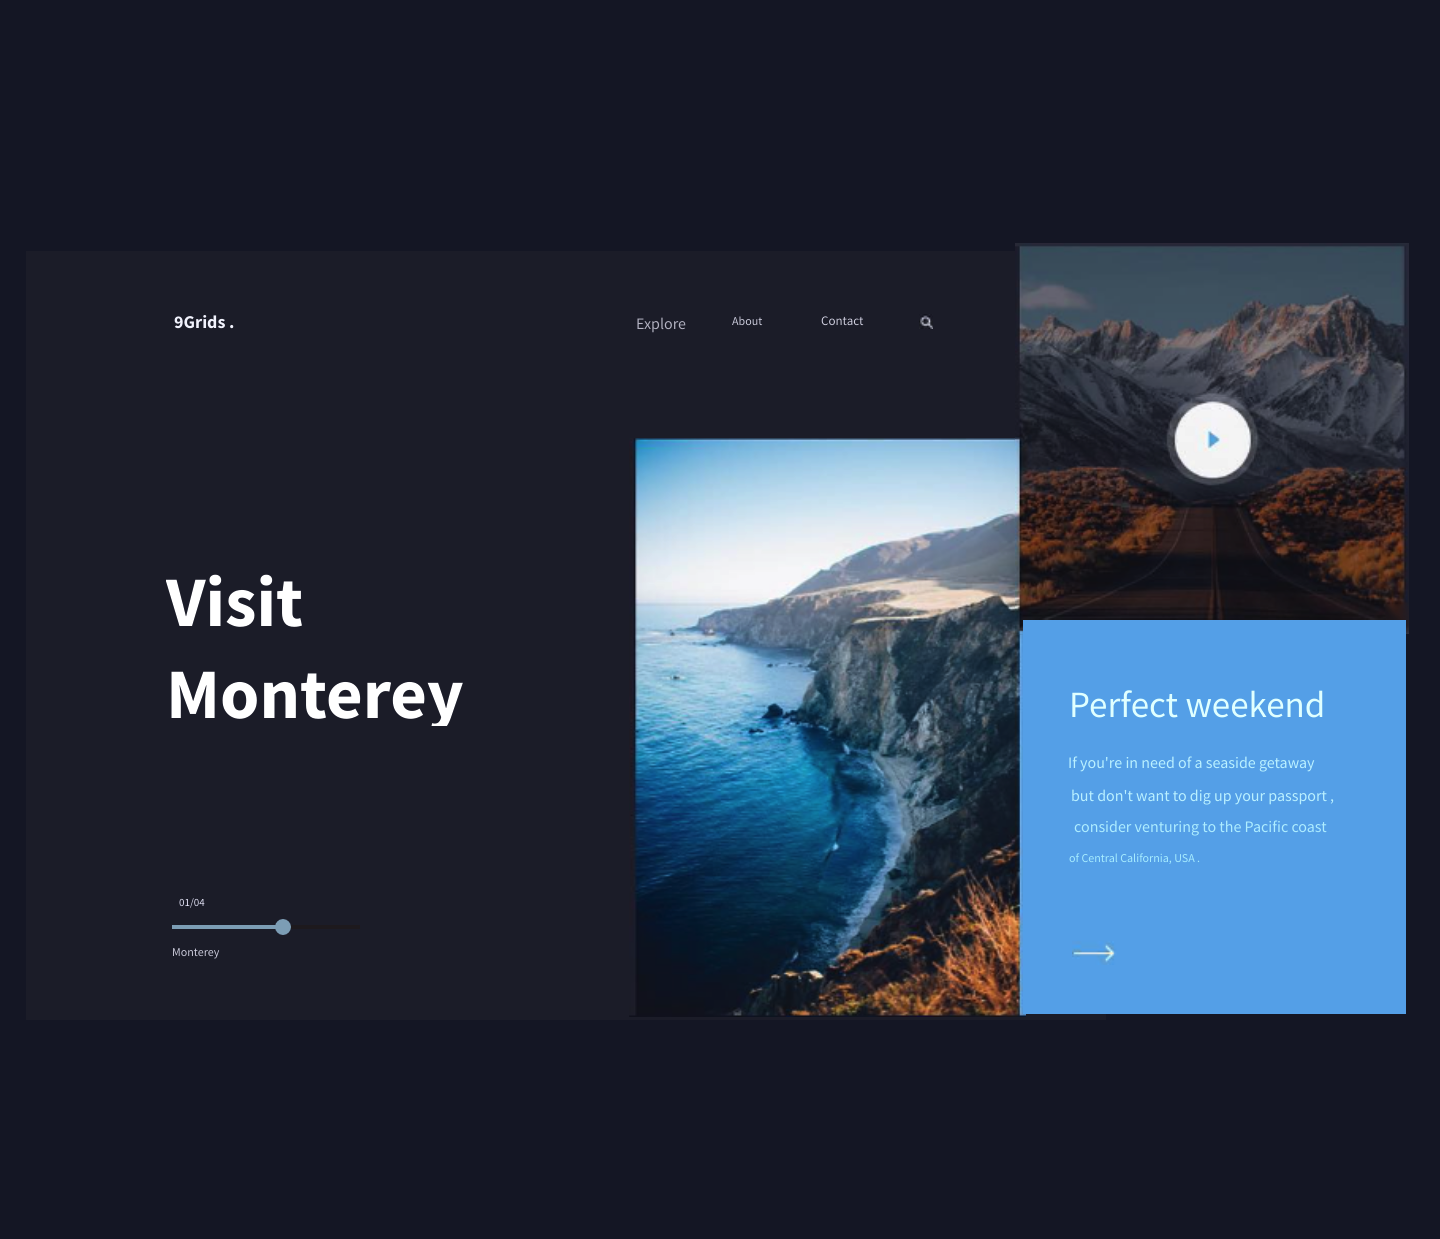 9Grids .
Explore
About
Contact
Visit
Monterey
01/04
Monterey
Perfect weekend
If you're in need of a seaside getaway
but don't want to dig up your passport ,
consider venturing to the Pacific coast
of Central California, USA .